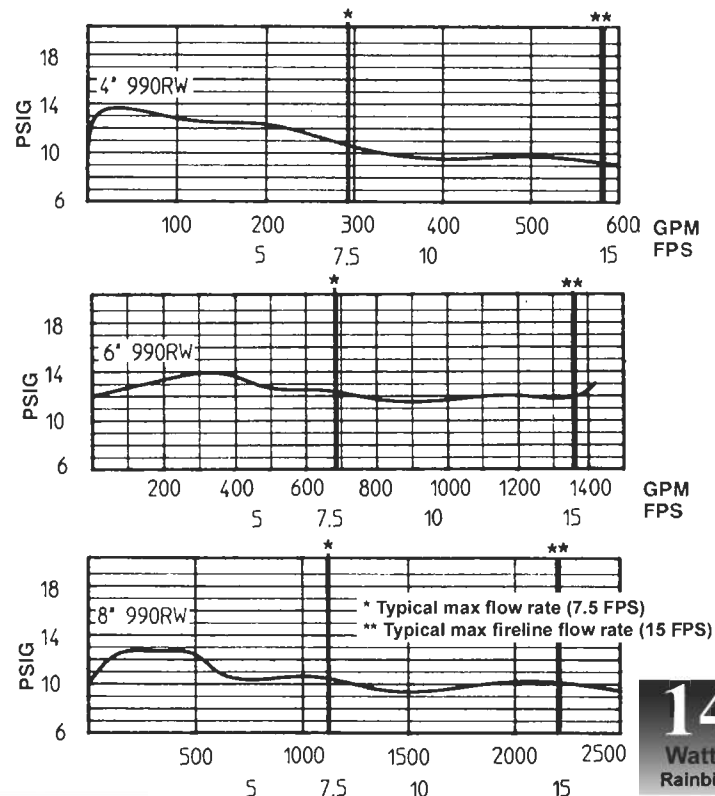 * **
18
14
10
6
PSIG
4" 990RW
100 200 300 400 500 600 GPM
5 7.5 10 15 FPS
* **
18
14
10
6
PSIG
6" 990RW
200 400 600 800 1000 1200 1400 GPM
5 7.5 10 15 FPS
* **
18
14
10
6
PSIG
8" 990RW
* Typical max flow rate (7.5 FPS)
** Typical max fireline flow rate (15 FPS)
500 1000 1500 2000 2500
5 7.5 10 15
14